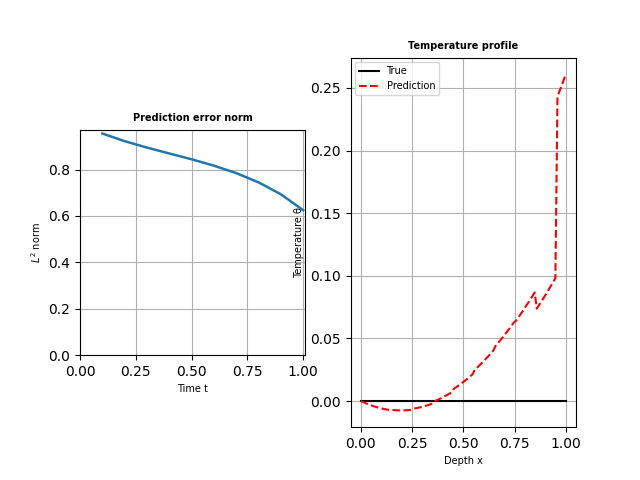 Prediction error norm
0.8
0.6
0.4
0.2
0.0
L² norm
0.00 0.25 0.50 0.75 1.00
Time t
Temperature profile
True
Prediction
0.25
0.20
0.15
0.10
0.05
0.00
Temperature θ
0.00 0.25 0.50 0.75 1.00
Depth x